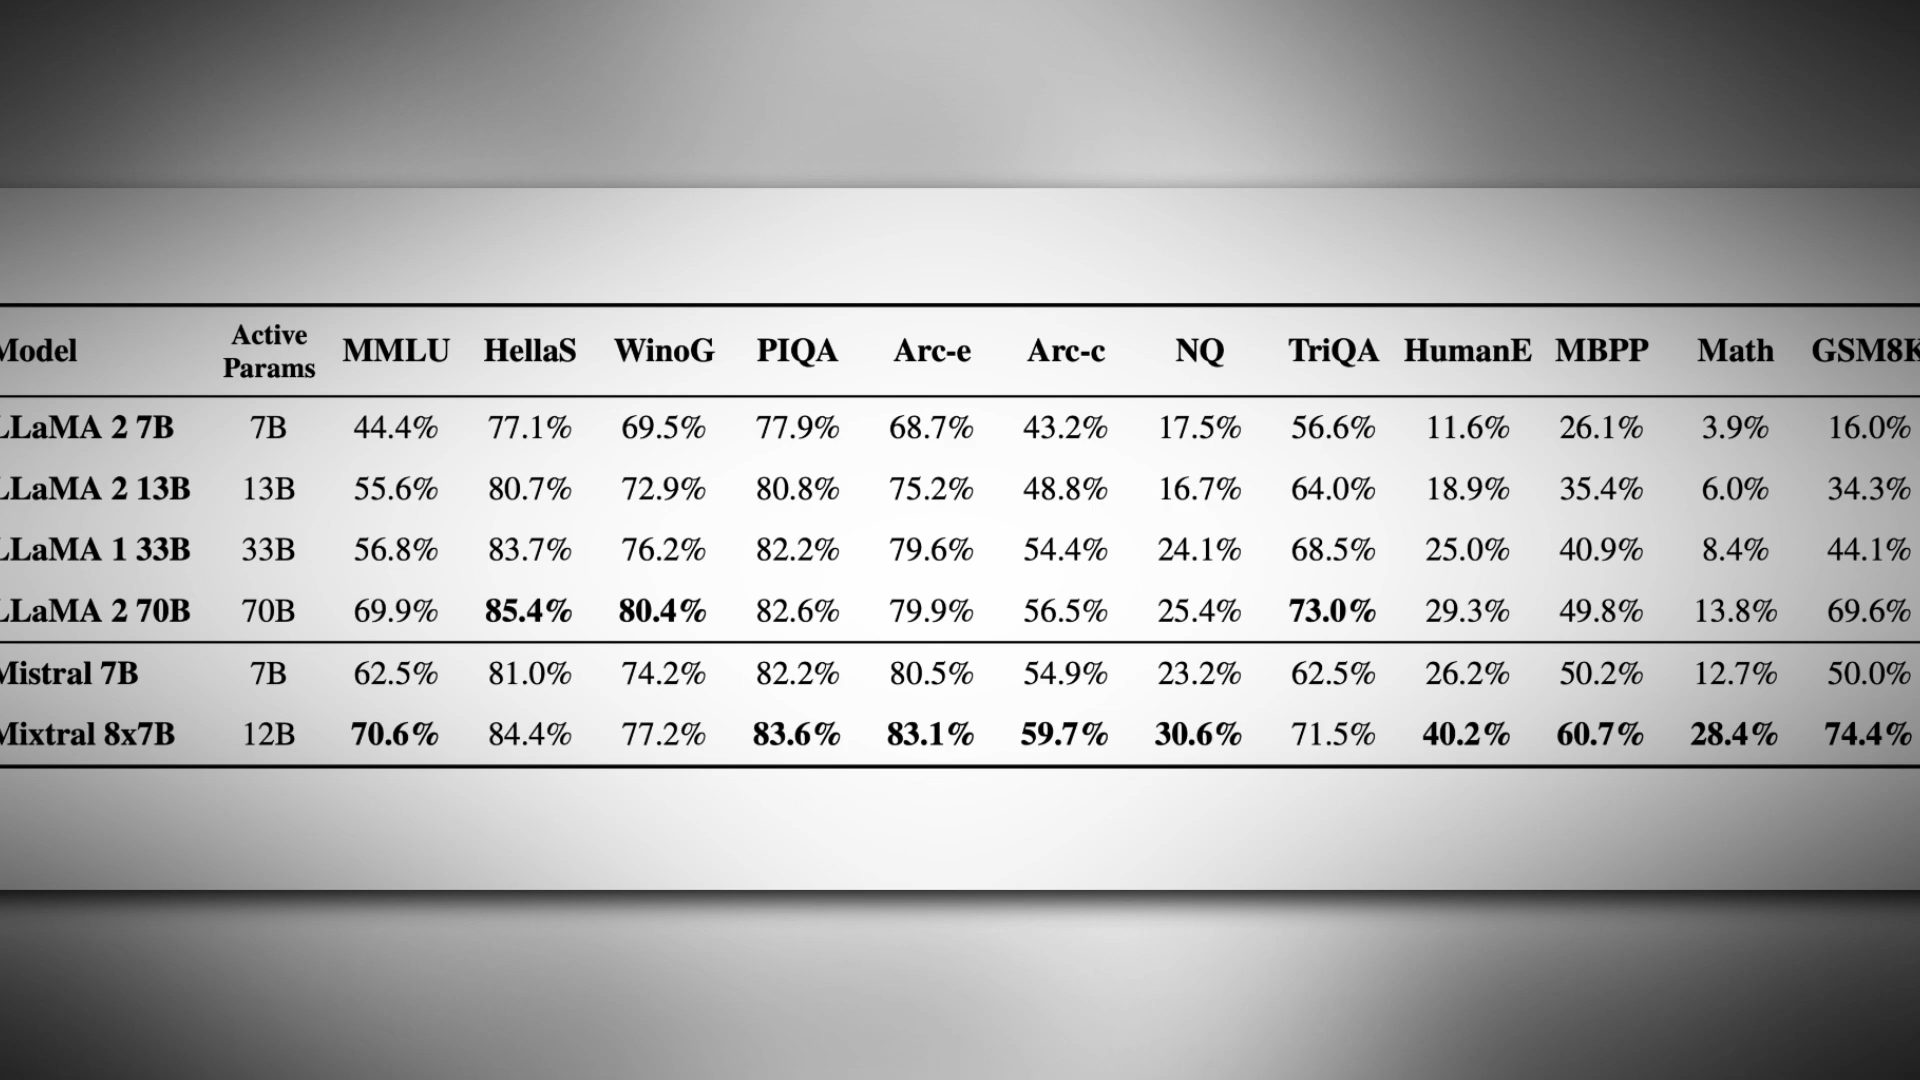 Model Active Params MMLU HellaS WinoG PIQA Arc-e Arc-c NQ TriQA HumanE MBPP Math GSM8K
LLaMA 2 7B 7B 44.4% 77.1% 69.5% 77.9% 68.7% 43.2% 17.5% 56.6% 11.6% 26.1% 3.9% 16.0%
LLaMA 2 13B 13B 55.6% 80.7% 72.9% 80.8% 75.2% 48.8% 16.7% 64.0% 18.9% 35.4% 6.0% 34.3%
LLaMA 1 33B 33B 56.8% 83.7% 76.2% 82.2% 79.6% 54.4% 24.1% 68.5% 25.0% 40.9% 8.4% 44.1%
LLaMA 2 70B 70B 69.9% 85.4% 80.4% 82.6% 79.9% 56.5% 25.4% 73.0% 29.3% 49.8% 13.8% 69.6%
Mistral 7B 7B 62.5% 81.0% 74.2% 82.2% 80.5% 54.9% 23.2% 62.5% 26.2% 50.2% 12.7% 50.0%
Mixtral 8x7B 12B 70.6% 84.4% 77.2% 83.6% 83.1% 59.7% 30.6% 71.5% 40.2% 60.7% 28.4% 74.4%